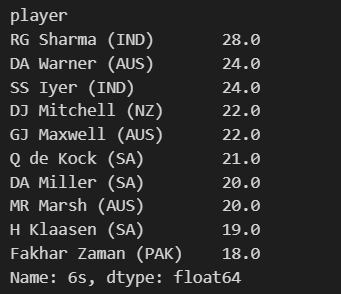 player
RG Sharma (IND)       28.0
DA Warner (AUS)       24.0
SS Iyer (IND)         24.0
DJ Mitchell (NZ)      22.0
GJ Maxwell (AUS)      22.0
Q de Kock (SA)        21.0
DA Miller (SA)        20.0
MR Marsh (AUS)        20.0
H Klaasen (SA)        19.0
Fakhar Zaman (PAK)    18.0
Name: 6s, dtype: float64